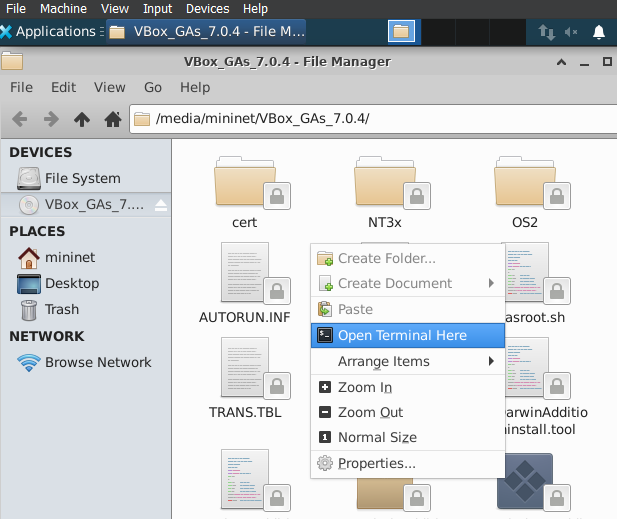 File Machine View Input Devices Help
Applications VBox_GAs_7.0.4 - File M...
VBox_GAs_7.0.4 - File Manager
File Edit View Go Help
/media/mininet/VBox_GAs_7.0.4/
DEVICES
File System
VBox_GAs_7....
PLACES
mininet
Desktop
Trash
NETWORK
Browse Network
cert NT3x OS2
AUTORUN.INF asroot.sh
TRANS.TBL arwinAdditio
install.tool
Create Folder...
Create Document
Paste
Open Terminal Here
Arrange Items
Zoom In
Zoom Out
1 Normal Size
Properties...